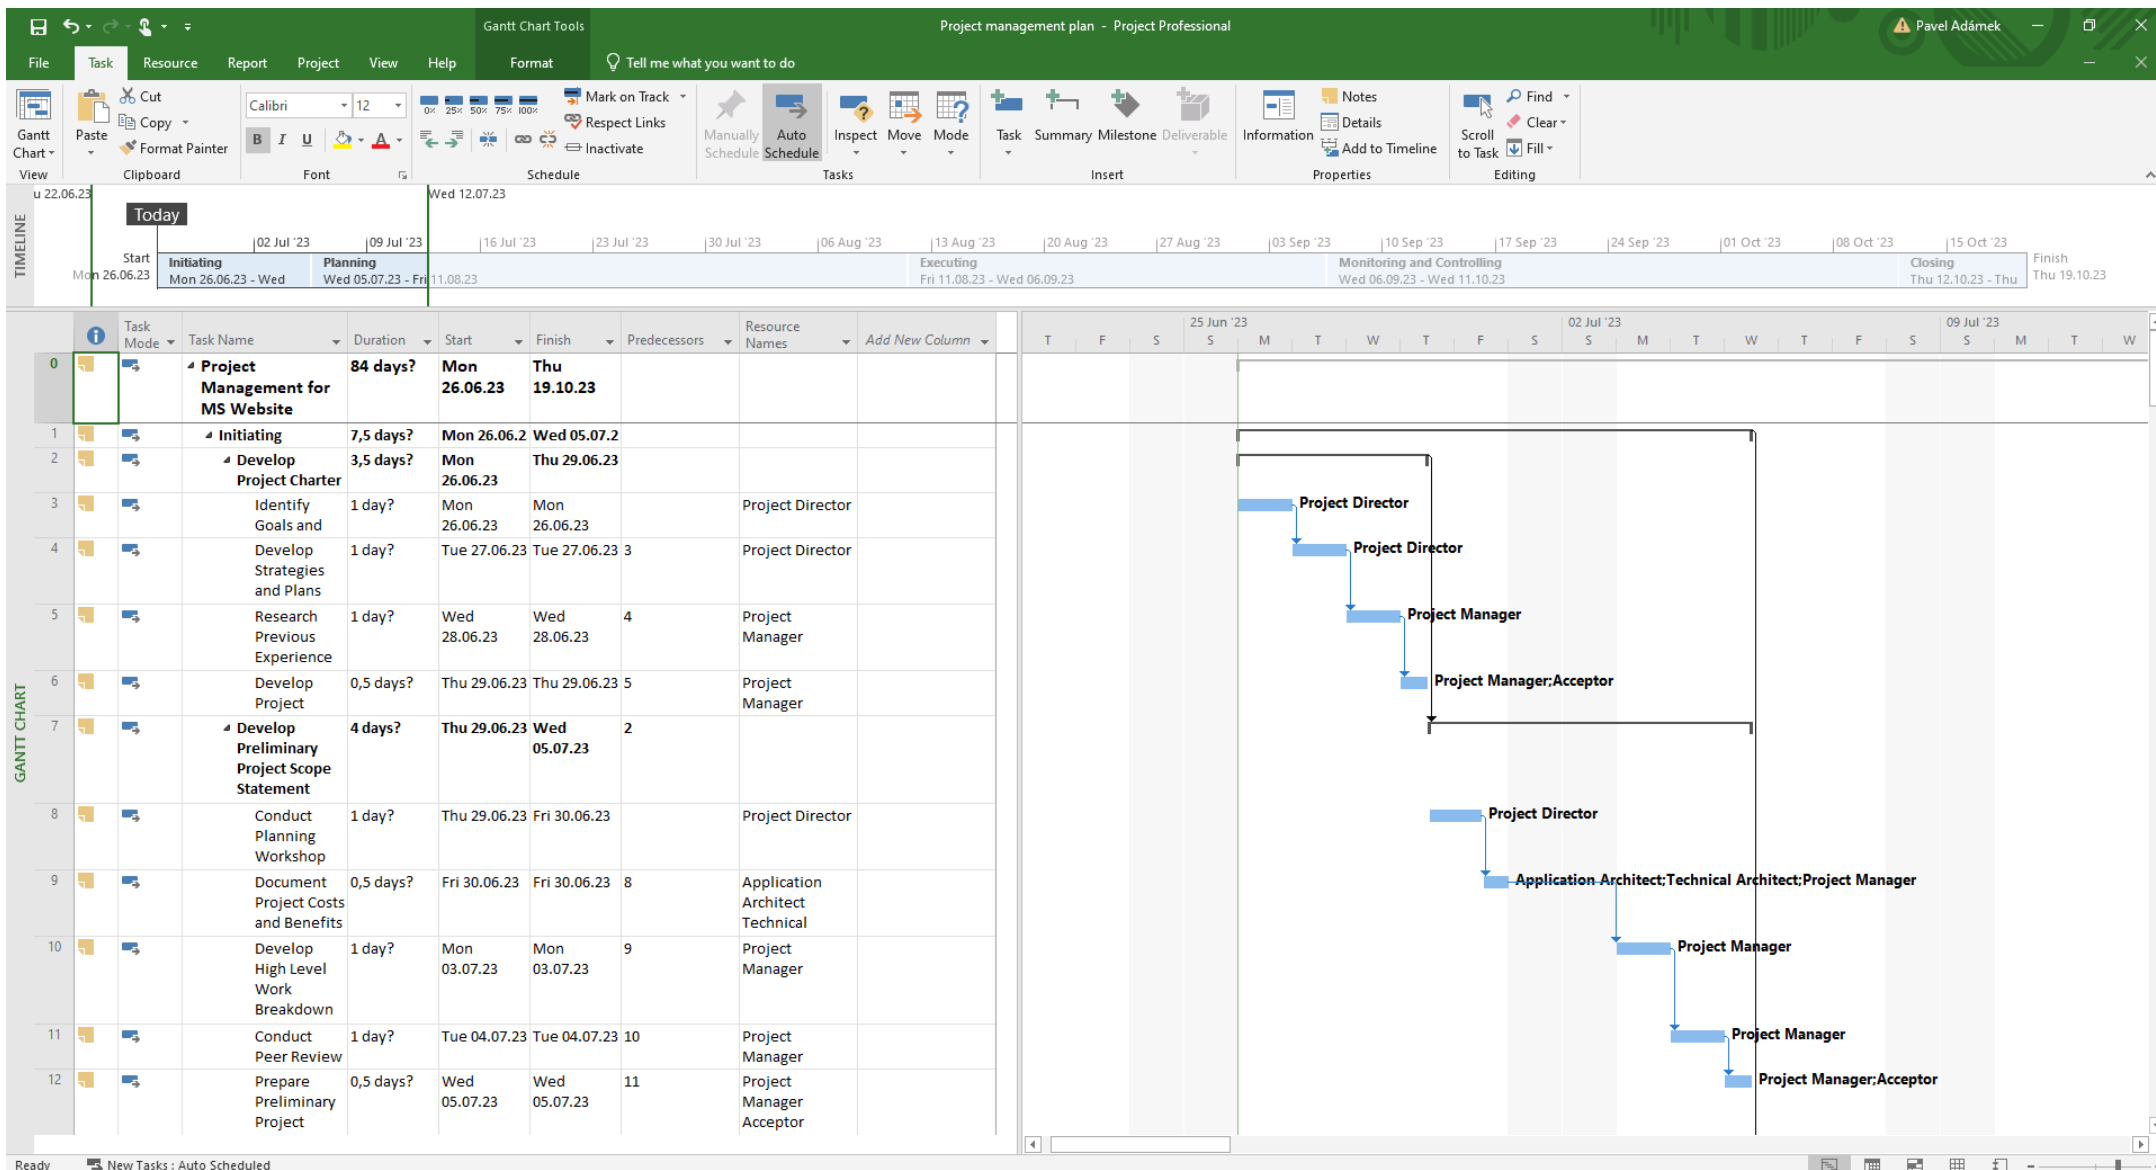 Gantt Chart Tools
Project management plan - Project Professional
Pavel Adámek
File Task Resource Report Project View Help Format Tell me what you want to do
Gantt Chart
View
Paste
Cut
Copy
Format Painter
Clipboard
Calibri 12
B I U A
Font
0% 25% 50% 75% 100%
Mark on Track
Respect Links
Inactivate
Schedule
Manually Schedule
Auto Schedule
Inspect Move Mode
Tasks
Task Summary Milestone Deliverable
Insert
Information
Notes
Details
Add to Timeline
Properties
Scroll to Task
Find
Clear
Fill
Editing
TIMELINE
u 22.06.23
Wed 12.07.23
Today
02 Jul '23 09 Jul '23 16 Jul '23 23 Jul '23 30 Jul '23 06 Aug '23 13 Aug '23 20 Aug '23 27 Aug '23 03 Sep '23 10 Sep '23 17 Sep '23 24 Sep '23 01 Oct '23 08 Oct '23 15 Oct '23
Start
Mon 26.06.23
Initiating
Mon 26.06.23 - Wed
Planning
Wed 05.07.23 - Fri 11.08.23
Executing
Fri 11.08.23 - Wed 06.09.23
Monitoring and Controlling
Wed 06.09.23 - Wed 11.10.23
Closing
Thu 12.10.23 - Thu
Finish
Thu 19.10.23
GANTT CHART
Task Mode
Task Name
Duration
Start
Finish
Predecessors
Resource Names
Add New Column
25 Jun '23 02 Jul '23 09 Jul '23
T F S S M T W T F S S M T W T F S S M T W
0 Project Management for MS Website 84 days? Mon 26.06.23 Thu 19.10.23
1 Initiating 7,5 days? Mon 26.06.2 Wed 05.07.2
2 Develop Project Charter 3,5 days? Mon 26.06.23 Thu 29.06.23
3 Identify Goals and 1 day? Mon 26.06.23 Mon 26.06.23 Project Director
Project Director
4 Develop Strategies and Plans 1 day? Tue 27.06.23 Tue 27.06.23 3 Project Director
Project Director
5 Research Previous Experience 1 day? Wed 28.06.23 Wed 28.06.23 4 Project Manager
Project Manager
6 Develop Project 0,5 days? Thu 29.06.23 Thu 29.06.23 5 Project Manager
Project Manager;Acceptor
7 Develop Preliminary Project Scope Statement 4 days? Thu 29.06.23 Wed 05.07.23 2
8 Conduct Planning Workshop 1 day? Thu 29.06.23 Fri 30.06.23 Project Director
Project Director
9 Document Project Costs and Benefits 0,5 days? Fri 30.06.23 Fri 30.06.23 8 Application Architect Technical
Application Architect;Technical Architect;Project Manager
10 Develop High Level Work Breakdown 1 day? Mon 03.07.23 Mon 03.07.23 9 Project Manager
Project Manager
11 Conduct Peer Review 1 day? Tue 04.07.23 Tue 04.07.23 10 Project Manager
Project Manager
12 Prepare Preliminary Project 0,5 days? Wed 05.07.23 Wed 05.07.23 11 Project Manager Acceptor
Project Manager;Acceptor
Ready New Tasks : Auto Scheduled